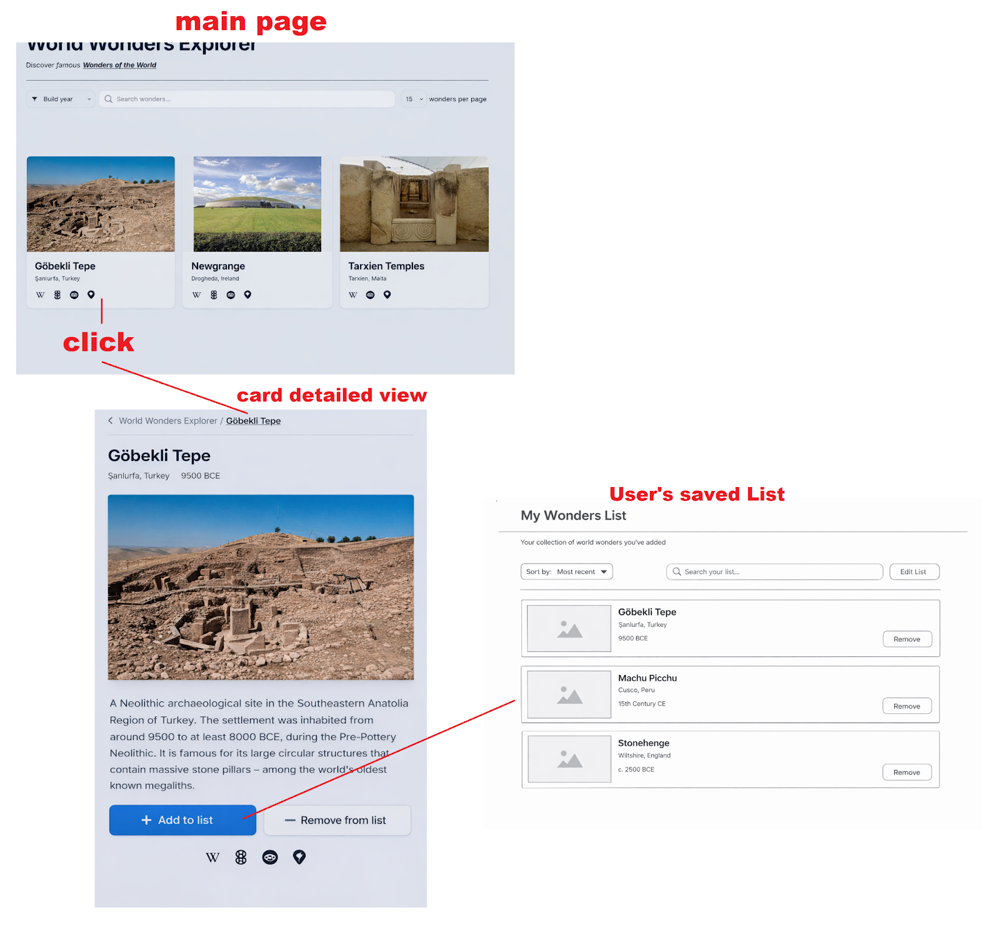 main page
World Wonders Explorer
Discover famous Wonders of the World
Build year
Search wonders...
15
wonders per page
Göbekli Tepe
Şanlurfa, Turkey
W
Newgrange
Drogheda, Ireland
W
Tarxien Temples
Tarxien, Malta
W
click
card detailed view
World Wonders Explorer / Göbekli Tepe
Göbekli Tepe
Şanlurfa, Turkey 9500 BCE
A Neolithic archaeological site in the Southeastern Anatolia
Region of Turkey. The settlement was inhabited from
around 9500 to at least 8000 BCE, during the Pre-Pottery
Neolithic. It is famous for its large circular structures that
contain massive stone pillars – among the world's oldest
known megaliths.
+ Add to list
— Remove from list
W
User's saved List
My Wonders List
Your collection of world wonders you've added
Sort by: Most recent
Search your list...
Edit List
Göbekli Tepe
Şanlurfa, Turkey
9500 BCE
Remove
Machu Picchu
Cusco, Peru
15th Century CE
Remove
Stonehenge
Wiltshire, England
c. 2500 BCE
Remove